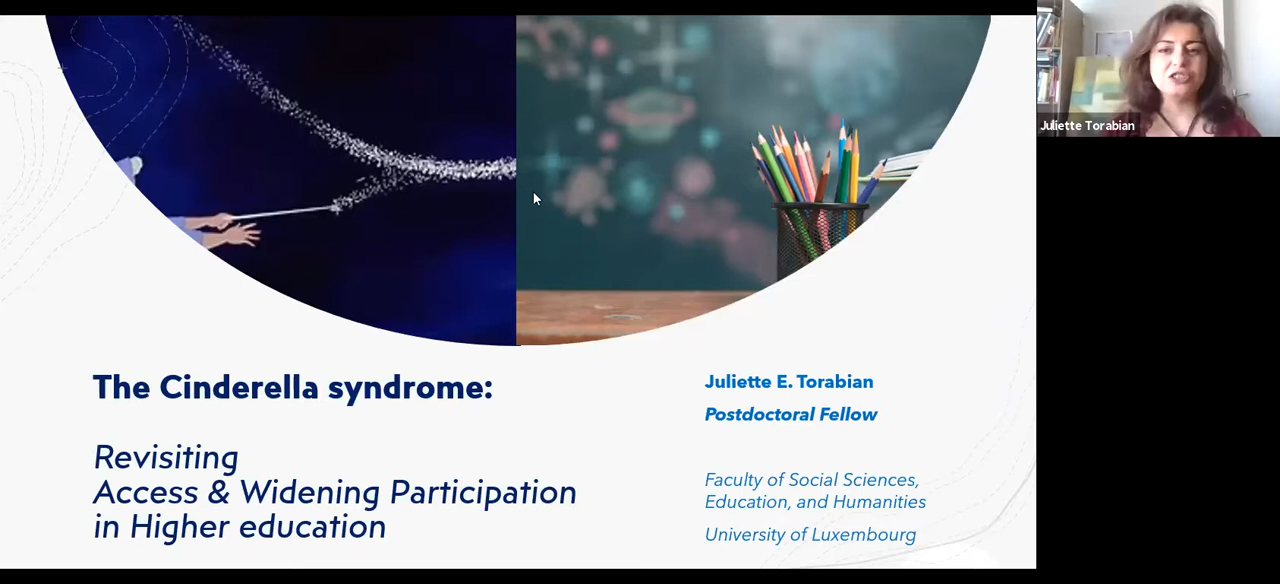 Juliette Torabian
The Cinderella syndrome:
Revisiting
Access & Widening Participation
in Higher education
Juliette E. Torabian
Postdoctoral Fellow
Faculty of Social Sciences,
Education, and Humanities
University of Luxembourg